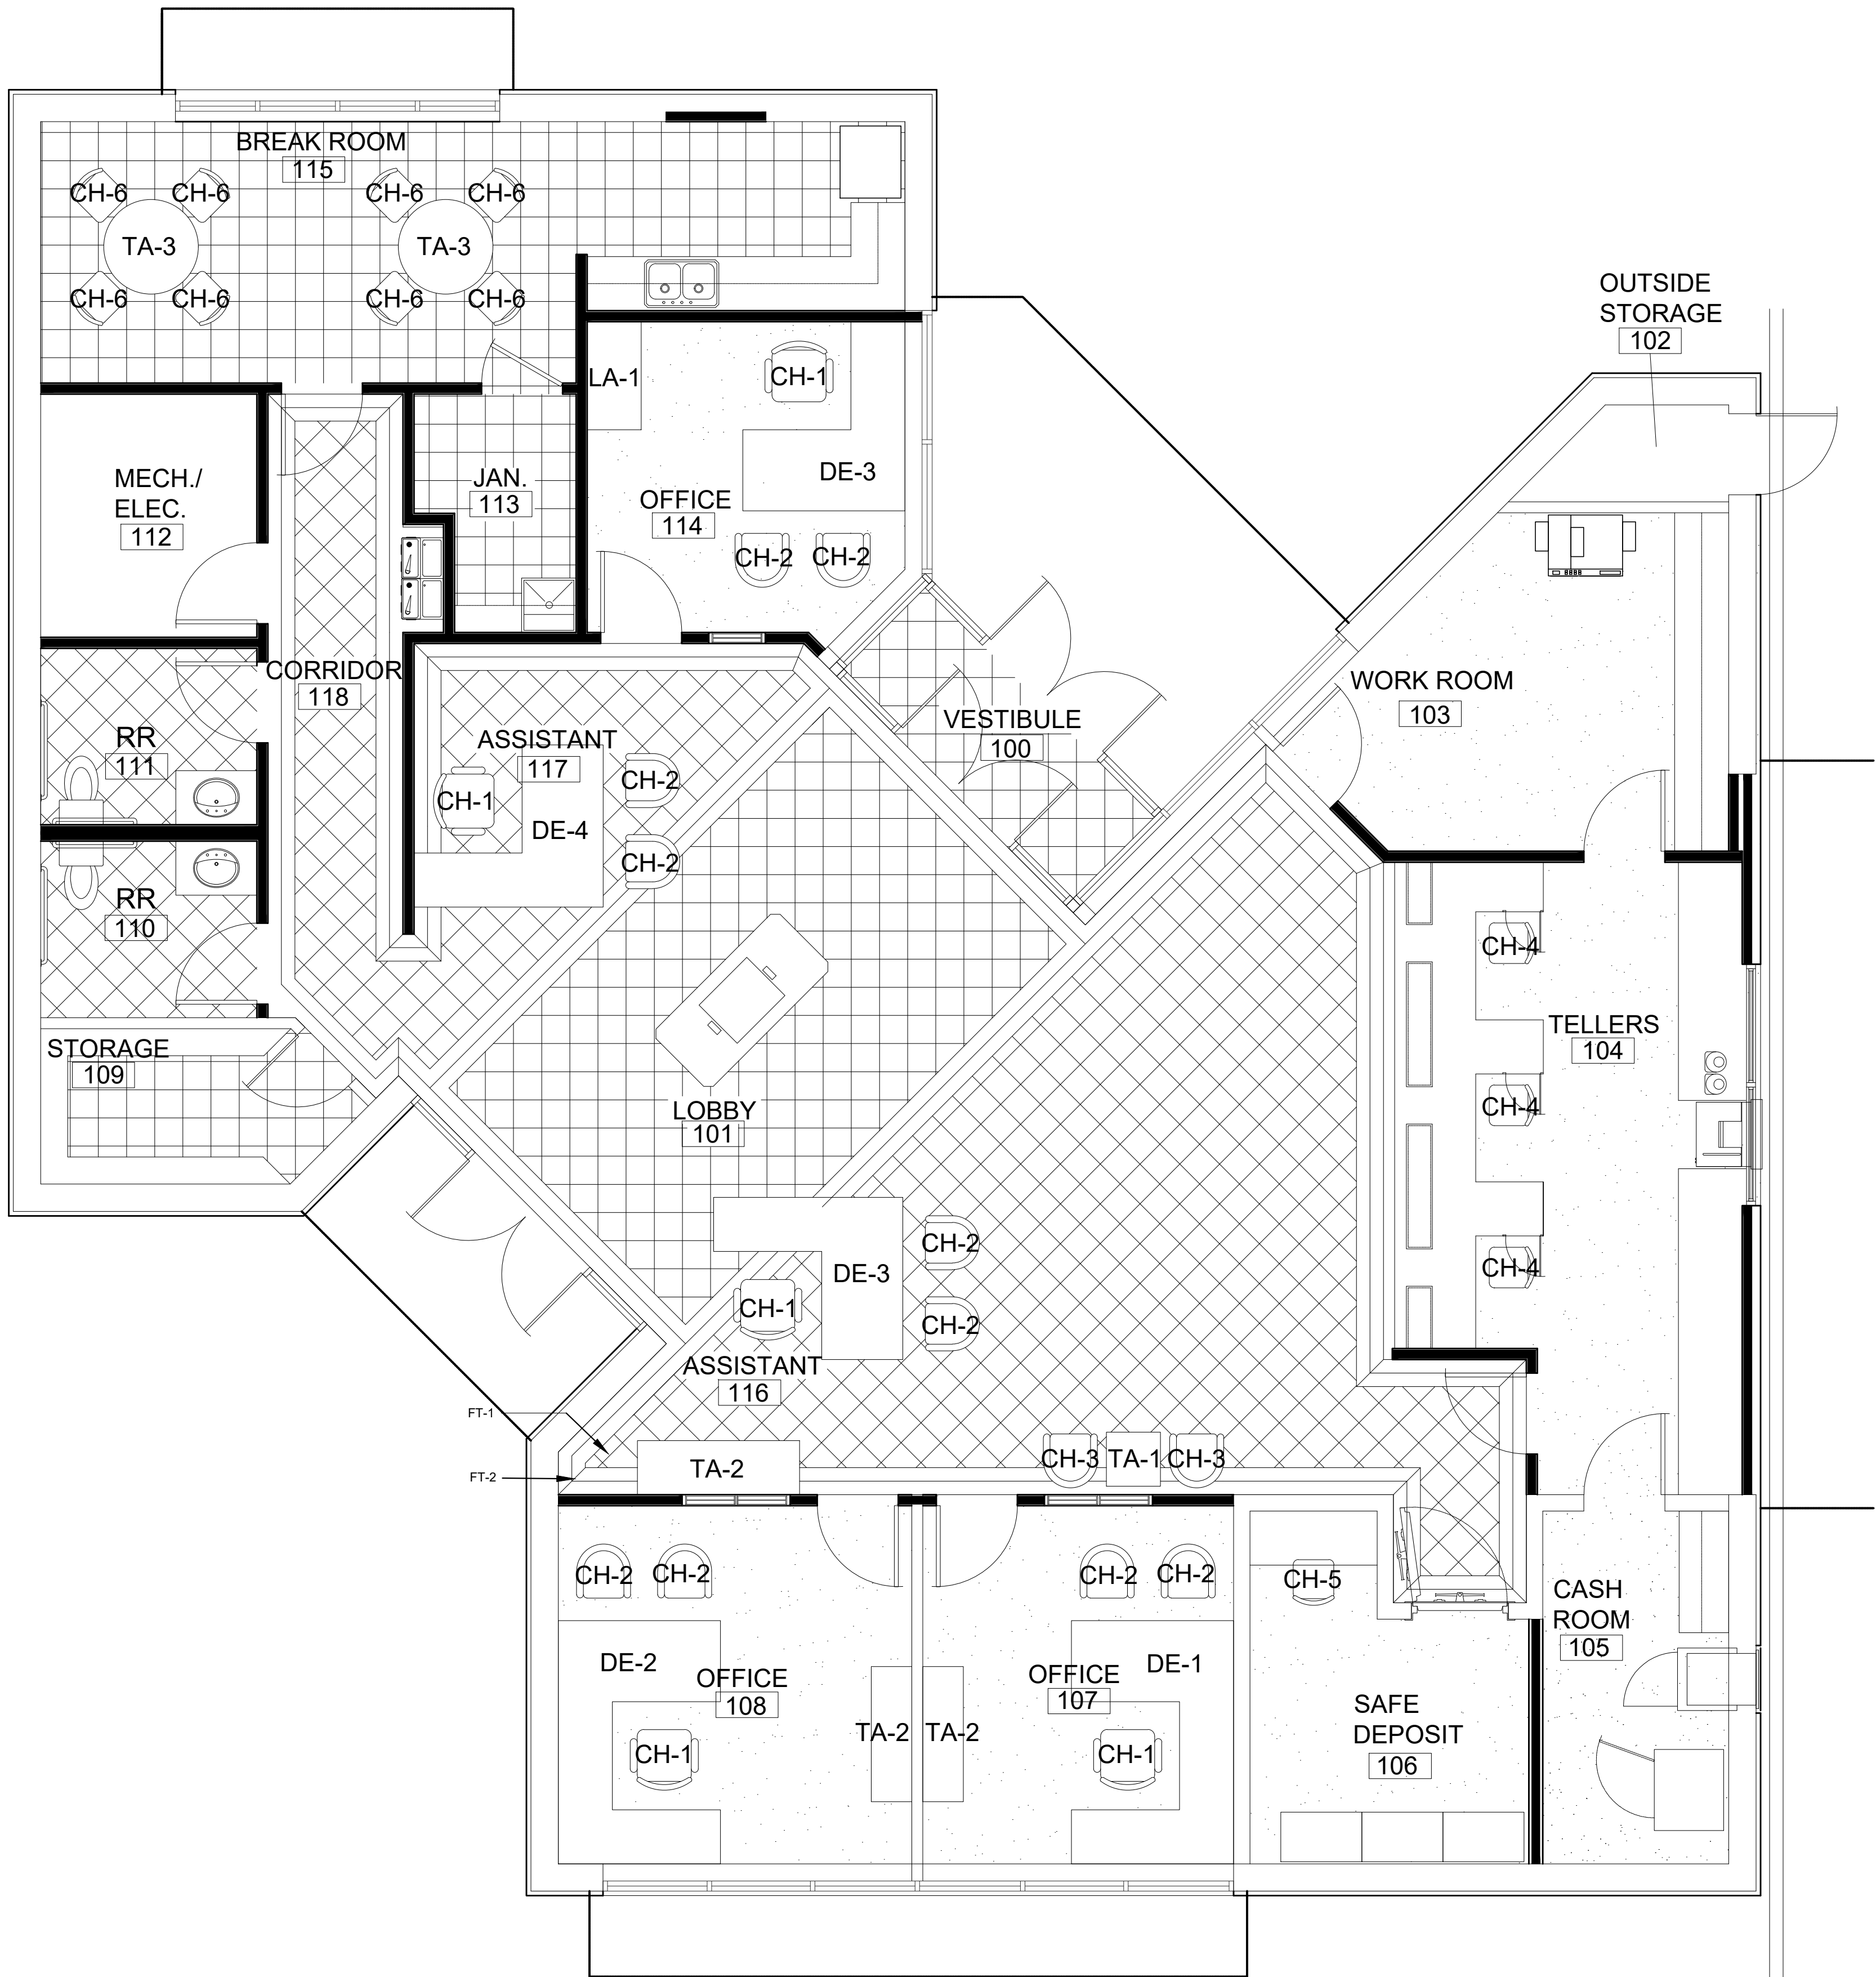 BREAK ROOM
115
CH-6
CH-6
CH-6
CH-6
TA-3
TA-3
CH-6
CH-6
CH-6
CH-6
OUTSIDE
STORAGE
102
LA-1
CH-1
DE-3
MECH./
ELEC.
112
JAN.
113
OFFICE
114
CH-2
CH-2
CORRIDOR
118
WORK ROOM
103
VESTIBULE
100
RR
111
ASSISTANT
117
CH-2
CH-1
DE-4
CH-2
RR
110
CH-4
STORAGE
109
TELLERS
104
LOBBY
101
CH-4
CH-2
DE-3
CH-4
CH-1
CH-2
ASSISTANT
116
FT-1
FT-2
TA-2
CH-3
TA-1
CH-3
CH-2
CH-2
CH-2
CH-2
CH-5
CASH
ROOM
105
DE-2
OFFICE
108
OFFICE
107
DE-1
SAFE
DEPOSIT
106
CH-1
TA-2
TA-2
CH-1